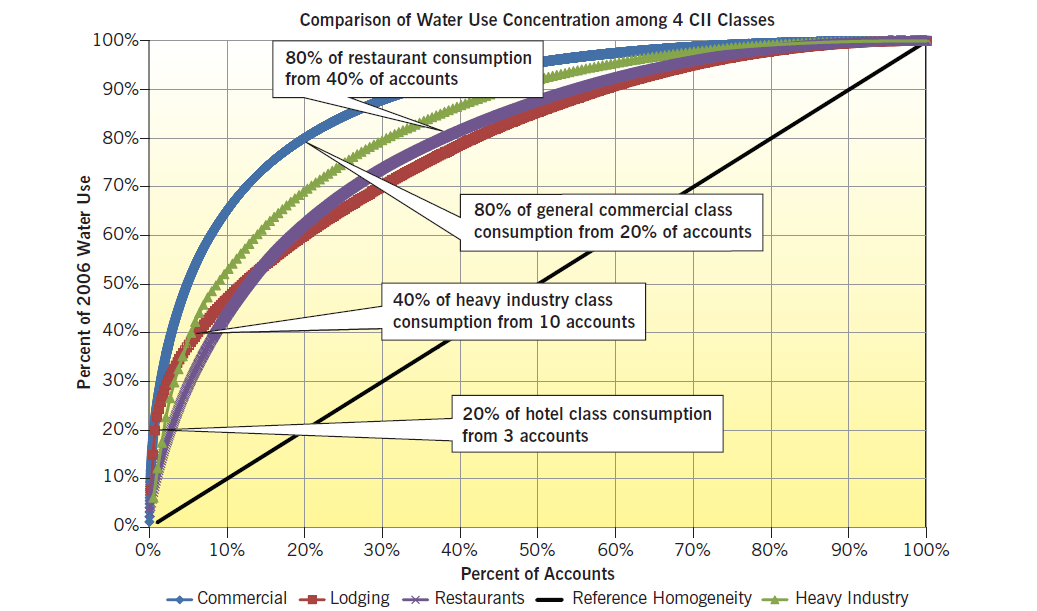 Comparison of Water Use Concentration among 4 CII Classes
100%
90%
80%
70%
60%
50%
40%
30%
20%
10%
0%
Percent of 2006 Water Use
80% of restaurant consumption
from 40% of accounts
80% of general commercial class
consumption from 20% of accounts
40% of heavy industry class
consumption from 10 accounts
20% of hotel class consumption
from 3 accounts
0% 10% 20% 30% 40% 50% 60% 70% 80% 90% 100%
Percent of Accounts
Commercial Lodging Restaurants Reference Homogeneity Heavy Industry